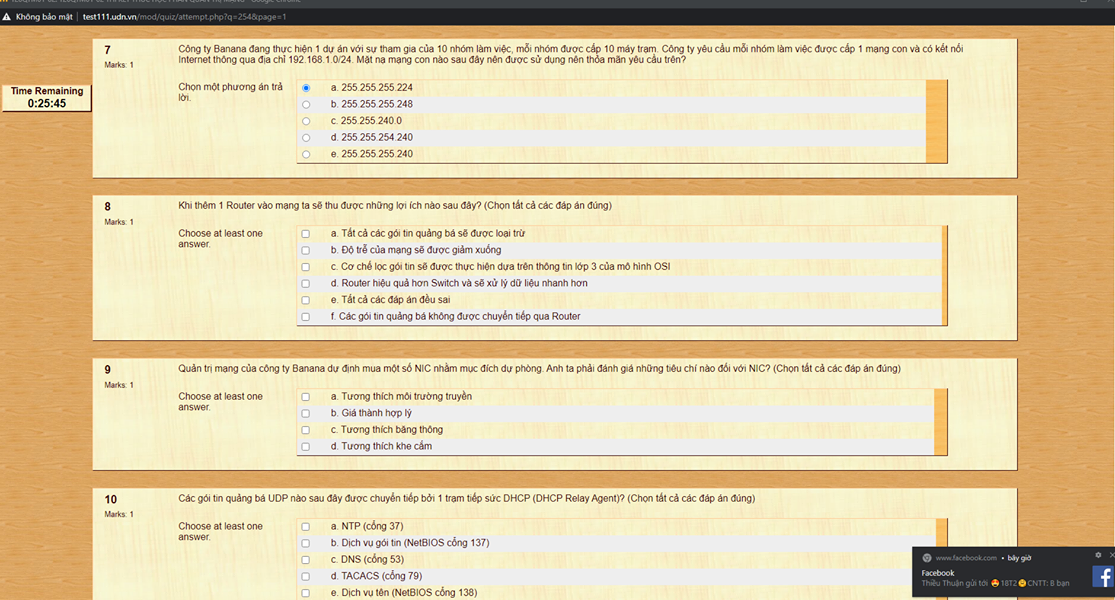 Không bảo mật | test111.udn.vn/mod/quiz/attempt.php?q=254&page=1
7
Marks: 1
Công ty Banana đang thực hiện 1 dự án với sự tham gia của 10 nhóm làm việc, mỗi nhóm được cấp 10 máy trạm. Công ty yêu cầu mỗi nhóm làm việc được cấp 1 mạng con và có kết nối
Internet thông qua địa chỉ 192.168.1.0/24. Mặt nạ mạng con nào sau đây nên được sử dụng nên thỏa mãn yêu cầu trên?
Time Remaining
0:25:45
Chọn một phương án trả
lời.
a. 255.255.255.224
b. 255.255.255.248
c. 255.255.240.0
d. 255.255.254.240
e. 255.255.255.240
8
Marks: 1
Khi thêm 1 Router vào mạng ta sẽ thu được những lợi ích nào sau đây? (Chọn tất cả các đáp án đúng)
Choose at least one
answer.
a. Tất cả các gói tin quảng bá sẽ được loại trừ
b. Độ trễ của mạng sẽ được giảm xuống
c. Cơ chế lọc gói tin sẽ được thực hiện dựa trên thông tin lớp 3 của mô hình OSI
d. Router hiệu quả hơn Switch và sẽ xử lý dữ liệu nhanh hơn
e. Tất cả các đáp án đều sai
f. Các gói tin quảng bá không được chuyển tiếp qua Router
9
Marks: 1
Quản trị mạng của công ty Banana dự định mua một số NIC nhằm mục đích dự phòng. Anh ta phải đánh giá những tiêu chí nào đối với NIC? (Chọn tất cả các đáp án đúng)
Choose at least one
answer.
a. Tương thích môi trường truyền
b. Giá thành hợp lý
c. Tương thích băng thông
d. Tương thích khe cắm
10
Marks: 1
Các gói tin quảng bá UDP nào sau đây được chuyển tiếp bởi 1 trạm tiếp sức DHCP (DHCP Relay Agent)? (Chọn tất cả các đáp án đúng)
Choose at least one
answer.
a. NTP (cổng 37)
b. Dịch vụ gói tin (NetBIOS cổng 137)
c. DNS (cổng 53)
d. TACACS (cổng 79)
e. Dịch vụ tên (NetBIOS cổng 138)
www.facebook.com • bây giờ
Facebook
Thiều Thuận gửi tới 😍18T2😐CNTT: B bạn